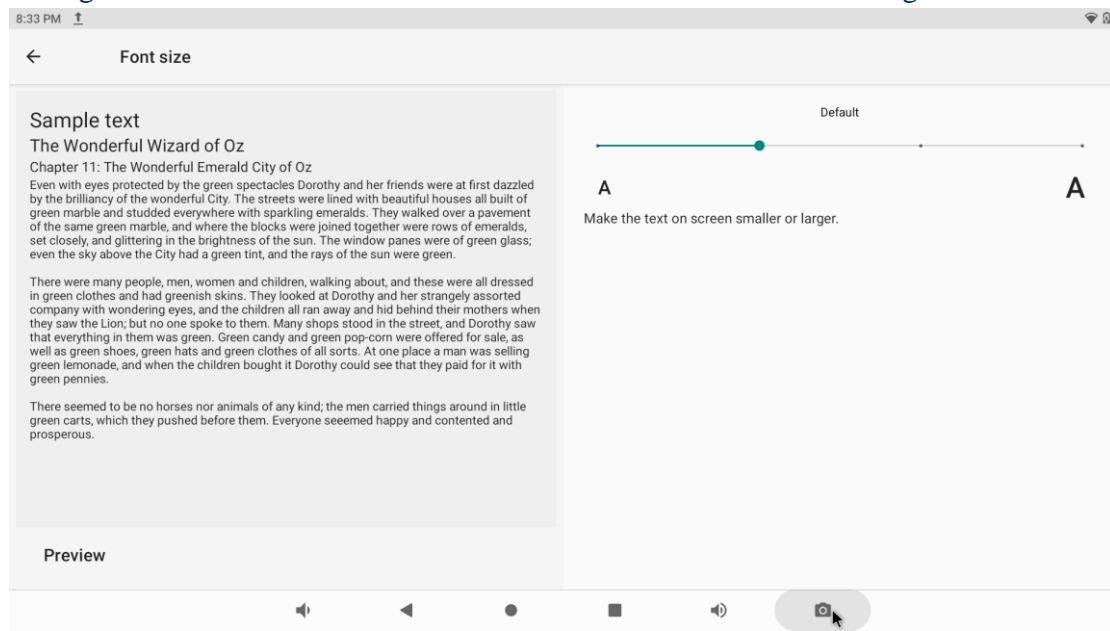 8:33 PM
Font size
Sample text
The Wonderful Wizard of Oz
Chapter 11: The Wonderful Emerald City of Oz
Even with eyes protected by the green spectacles Dorothy and her friends were at first dazzled
by the brilliancy of the wonderful City. The streets were lined with beautiful houses all built of
green marble and studded everywhere with sparkling emeralds. They walked over a pavement
of the same green marble, and where the blocks were joined together were rows of emeralds,
set closely, and glittering in the brightness of the sun. The window panes were of green glass;
even the sky above the City had a green tint, and the rays of the sun were green.
There were many people, men, women and children, walking about, and these were all dressed
in green clothes and had greenish skins. They looked at Dorothy and her strangely assorted
company with wondering eyes, and the children all ran away and hid behind their mothers when
they saw the Lion; but no one spoke to them. Many shops stood in the street, and Dorothy saw
that everything in them was green. Green candy and green pop-corn were offered for sale, as
well as green shoes, green hats and green clothes of all sorts. At one place a man was selling
green lemonade, and when the children bought it Dorothy could see that they paid for it with
green pennies.
There seemed to be no horses nor animals of any kind; the men carried things around in little
green carts, which they pushed before them. Everyone seeemed happy and contented and
prosperous.
Preview
Default
A
A
Make the text on screen smaller or larger.